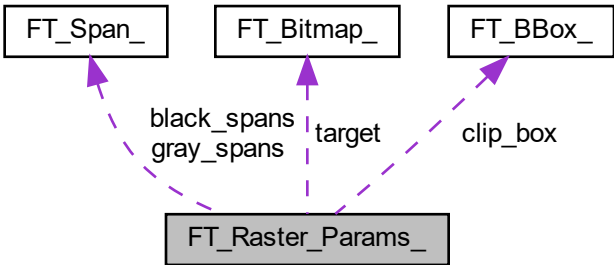 FT_Span_
FT_Bitmap_
FT_BBox_
black_spans
gray_spans
target
clip_box
FT_Raster_Params_